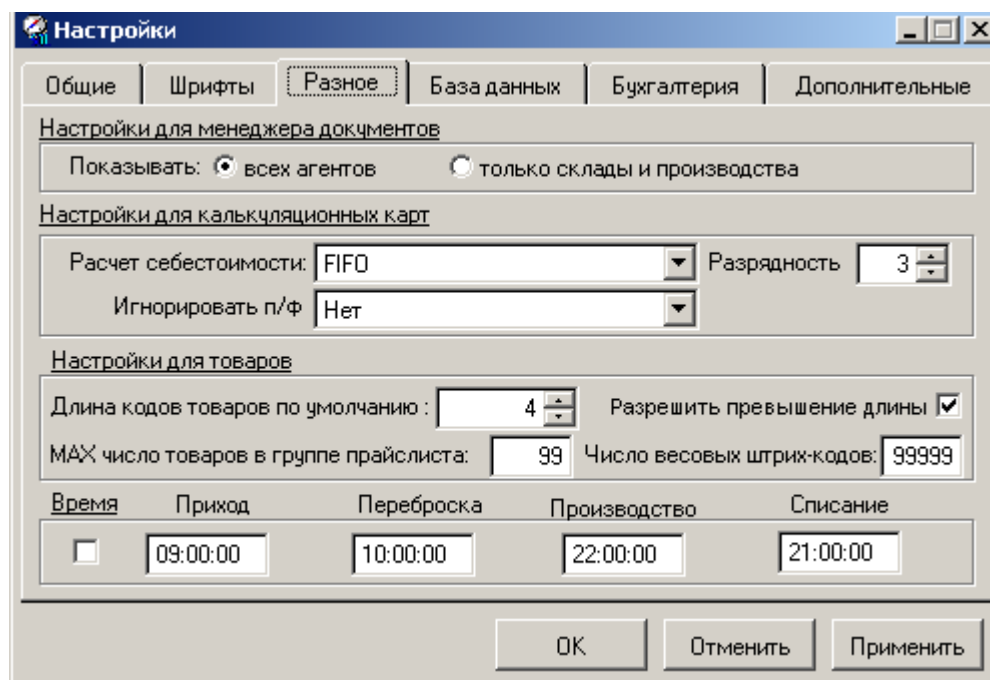 Настройки
Общие Шрифты Разное База данных Бухгалтерия Дополнительные
Настройки для менеджера документов
Показывать: всех агентов только склады и производства
Настройки для калькуляционных карт
Расчет себестоимости: FIFO Разрядность 3
Игнорировать п/ф Нет
Настройки для товаров
Длина кодов товаров по умолчанию : 4 Разрешить превышение длины
MAX число товаров в группе прайслиста: 99 Число весовых штрих-кодов: 99999
Время Приход Переброска Производство Списание
09:00:00 10:00:00 22:00:00 21:00:00
OK Отменить Применить